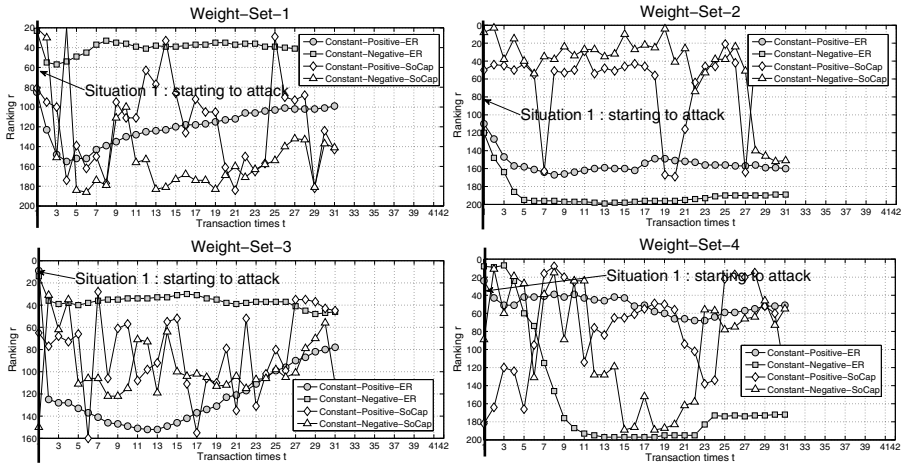 Weight-Set-1
20
40
60
80
100
120
140
160
180
200
Ranking r
3 5 7 9 11 13 15 17 19 21 23 25 27 29 31 33 35 37 39 4142
Transaction times t
Situation 1 : starting to attack
Constant-Positive-ER
Constant-Negative-ER
Constant-Positive-SoCap
Constant-Negative-SoCap
Weight-Set-2
0
20
40
60
80
100
120
140
160
180
200
Ranking r
3 5 7 9 11 13 15 17 19 21 23 25 27 29 31 33 35 37 39 4142
Transaction times t
Situation 1 : starting to attack
Constant-Positive-ER
Constant-Negative-ER
Constant-Positive-SoCap
Constant-Negative-SoCap
Weight-Set-3
0
20
40
60
80
100
120
140
160
Ranking r
3 5 7 9 11 13 15 17 19 21 23 25 27 29 31 33 35 37 39 4142
Transaction times t
Situation 1 : starting to attack
Constant-Positive-ER
Constant-Negative-ER
Constant-Positive-SoCap
Constant-Negative-SoCap
Weight-Set-4
0
20
40
60
80
100
120
140
160
180
200
Ranking r
3 5 7 9 11 13 15 17 19 21 23 25 27 29 31 33 35 37 39 4142
Transaction times t
Situation 1 : starting to attack
Constant-Positive-ER
Constant-Negative-ER
Constant-Positive-SoCap
Constant-Negative-SoCap